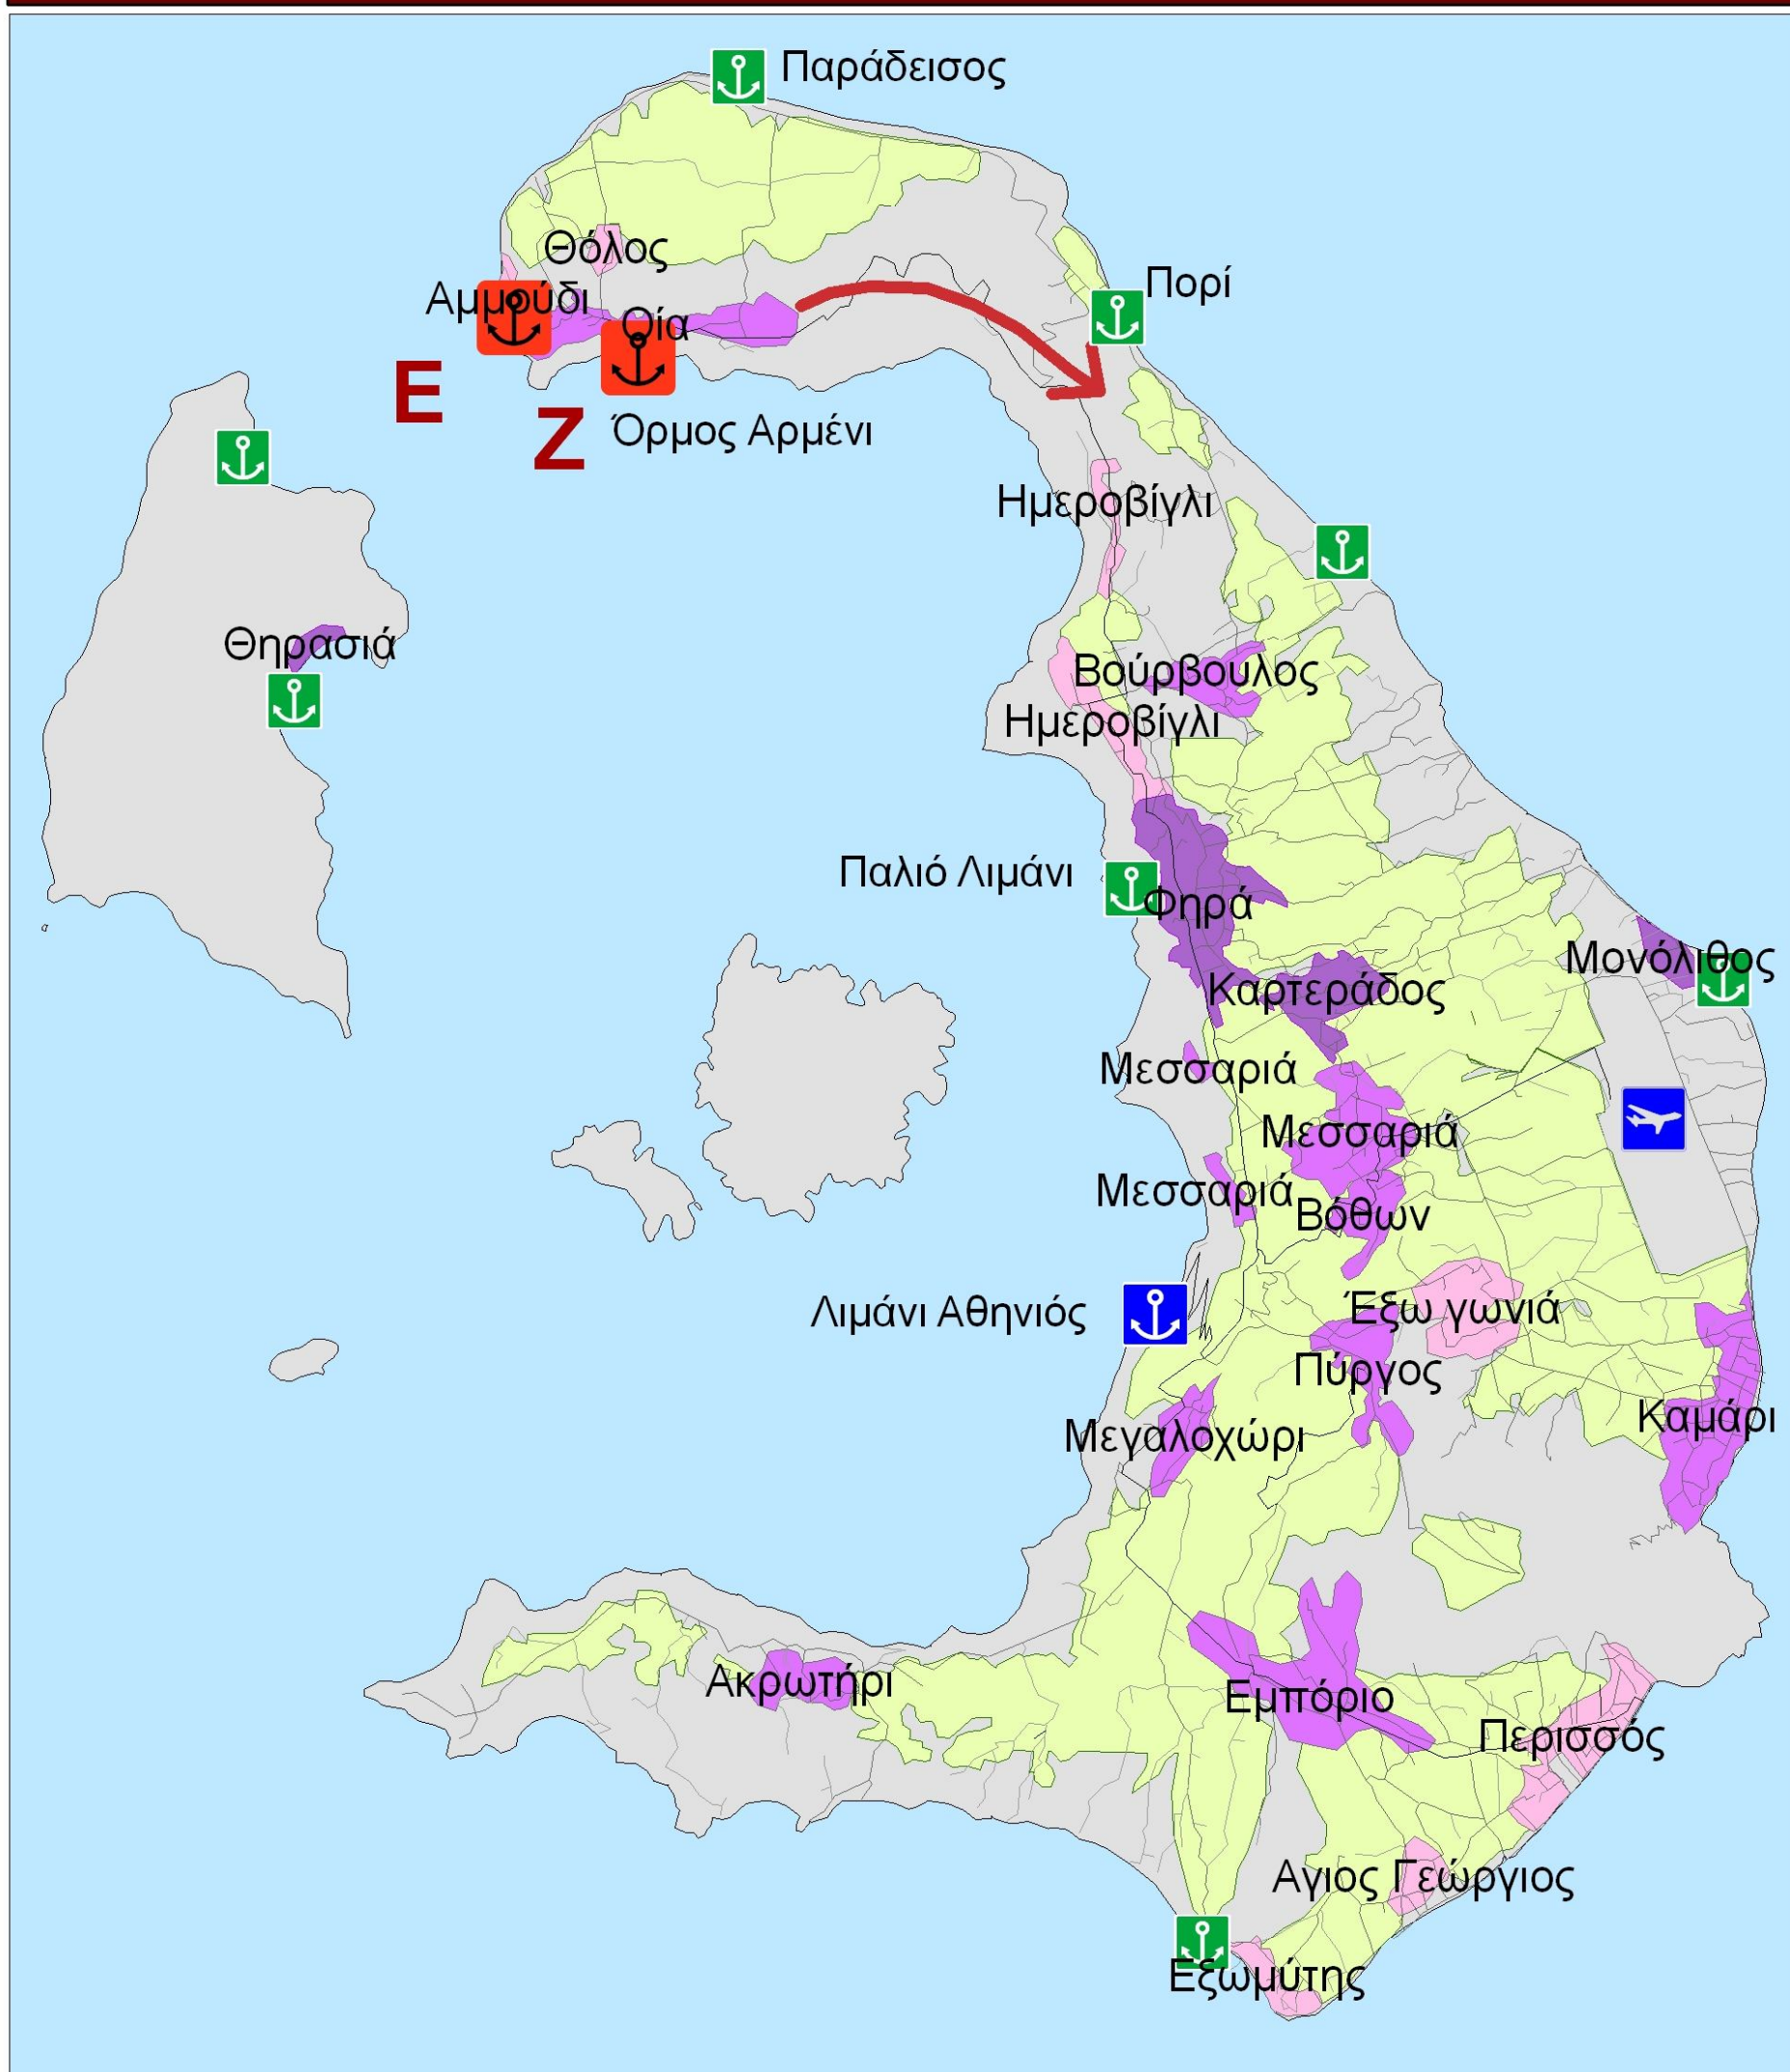 Παράδεισος
Θόλος
Πορί
Αμμούδι
Οία
Ε
Ζ
Όρμος Αρμένι
Ημεροβίγλι
Θηρασιά
Βούρβουλος
Ημεροβίγλι
Παλιό Λιμάνι
Φηρά
Μονόλιθος
Καρτεράδος
Μεσσαριά
Μεσσαριά
Μεσσαριά
Βόθων
Λιμάνι Αθηνιός
Έξω γωνιά
Πύργος
Καμάρι
Μεγαλοχώρι
Ακρωτήρι
Εμπόριο
Περισσός
Αγιος Γεώργιος
Εξωμύτης